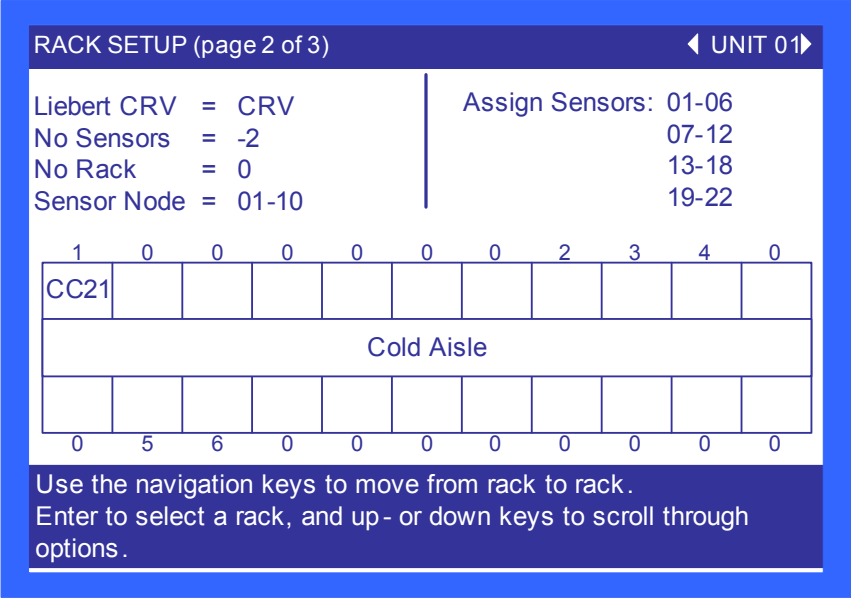 RACK SETUP (page 2 of 3) UNIT 01
Liebert CRV = CRV
No Sensors = -2
No Rack = 0
Sensor Node = 01-10
Assign Sensors: 01-06
07-12
13-18
19-22
1 0 0 0 0 0 0 2 3 4 0
CC21
Cold Aisle
0 5 6 0 0 0 0 0 0 0 0
Use the navigation keys to move from rack to rack.
Enter to select a rack, and up- or down keys to scroll through
options.